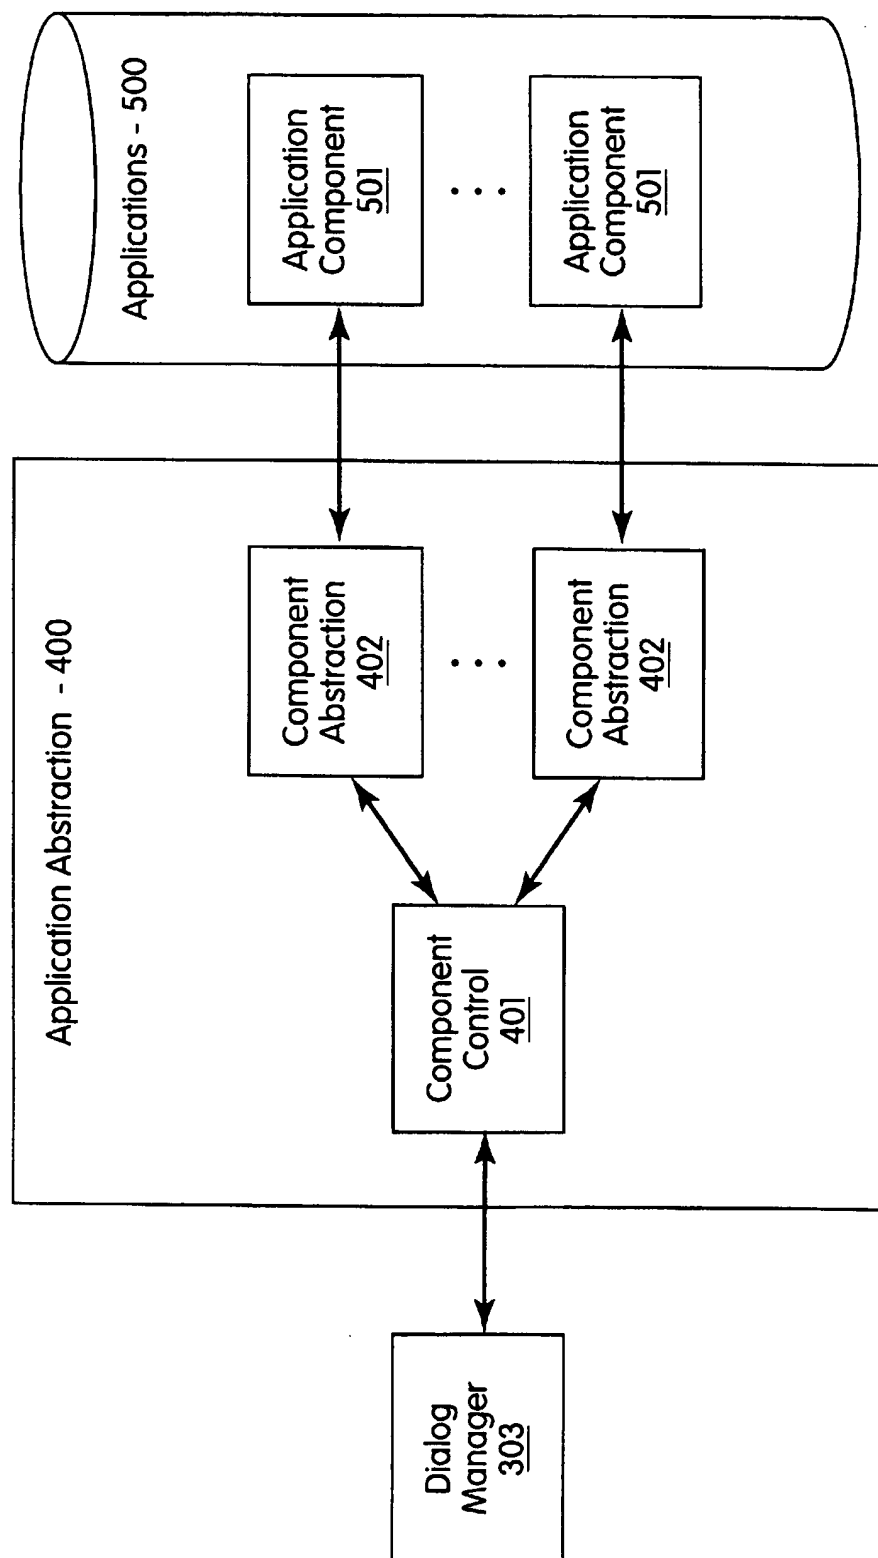 Applications - 500
Application
Component
501
. . .
Application
Component
501
Application Abstraction - 400
Component
Abstraction
402
. . .
Component
Abstraction
402
Component
Control
401
Dialog
Manager
303